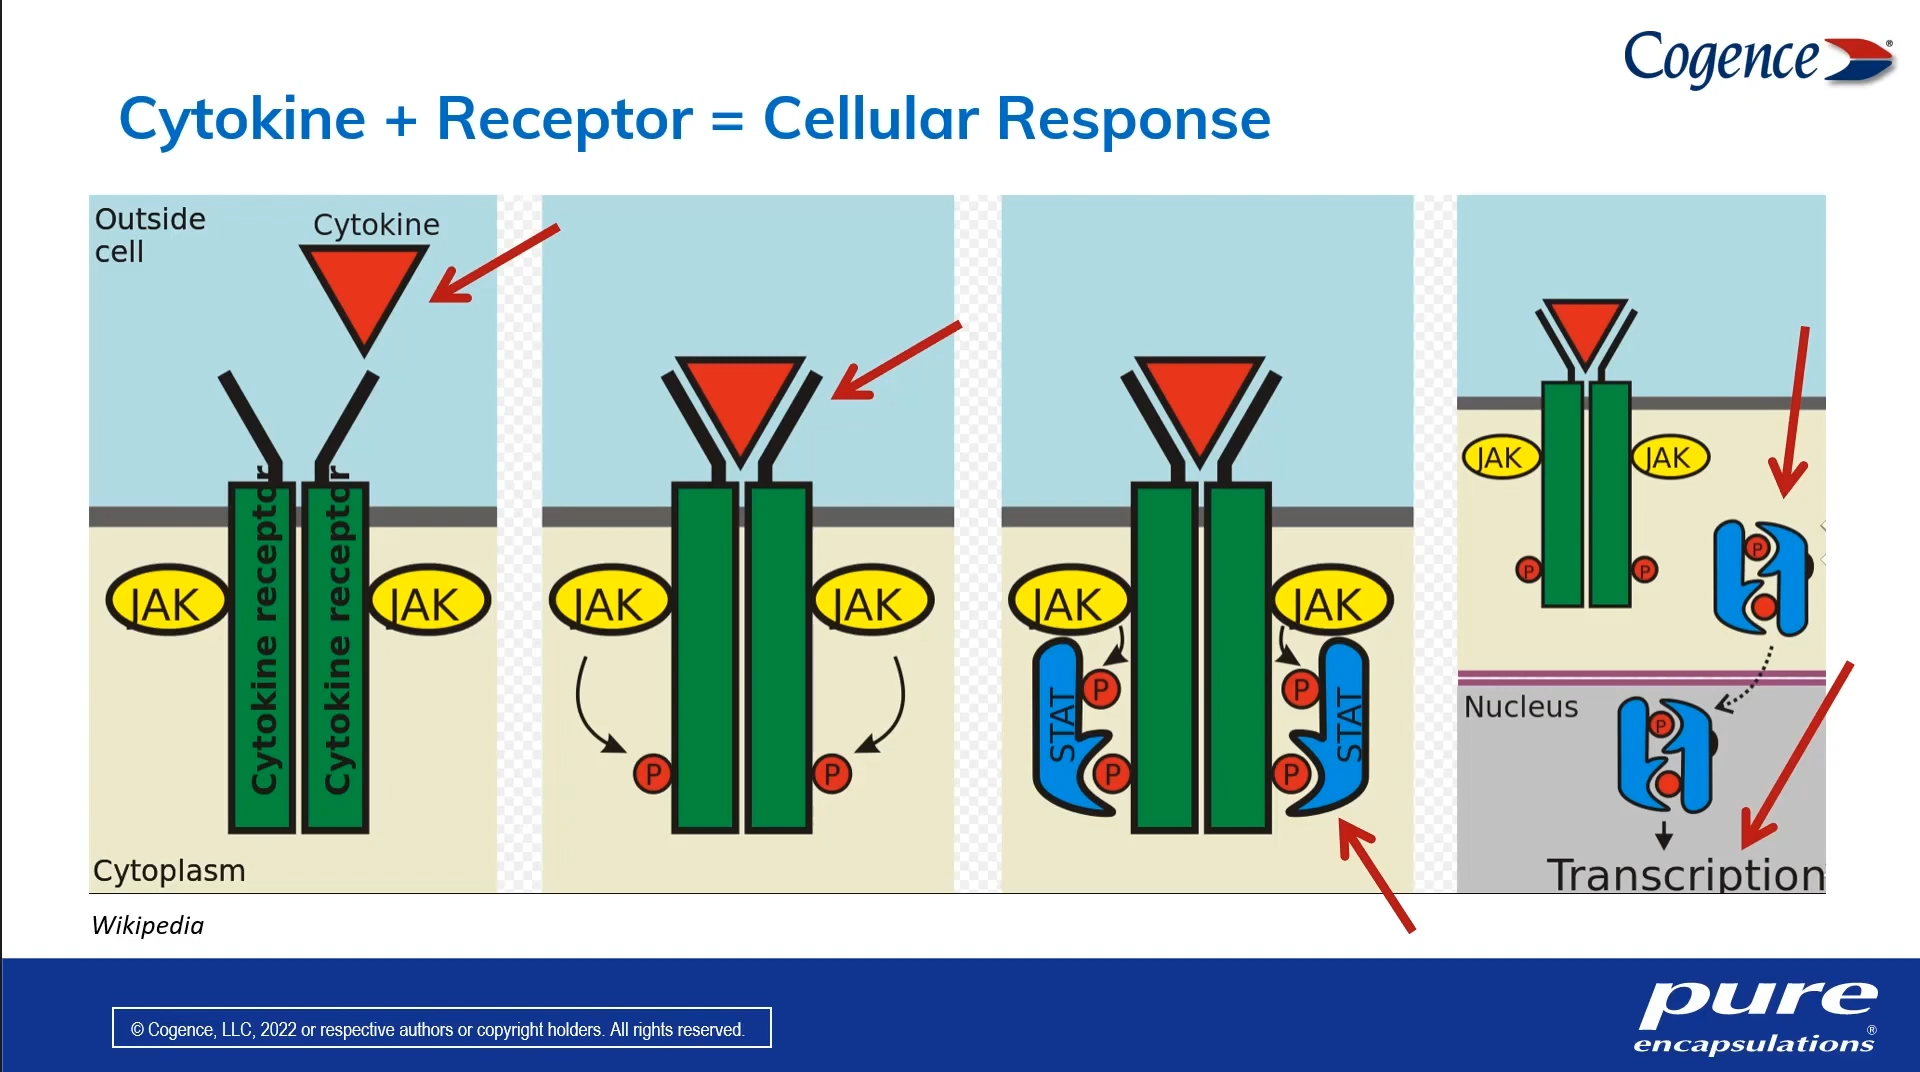 Cogence®
Cytokine + Receptor = Cellular Response
Outside
cell
Cytokine
Cytokine receptor
Cytokine receptor
JAK
JAK
Cytoplasm
JAK
JAK
P
P
JAK
JAK
STAT
P
P
P
P
STAT
JAK
JAK
P
P
P
Nucleus
P
Transcription
Wikipedia
© Cogence, LLC, 2022 or respective authors or copyright holders. All rights reserved.
pure
encapsulations®